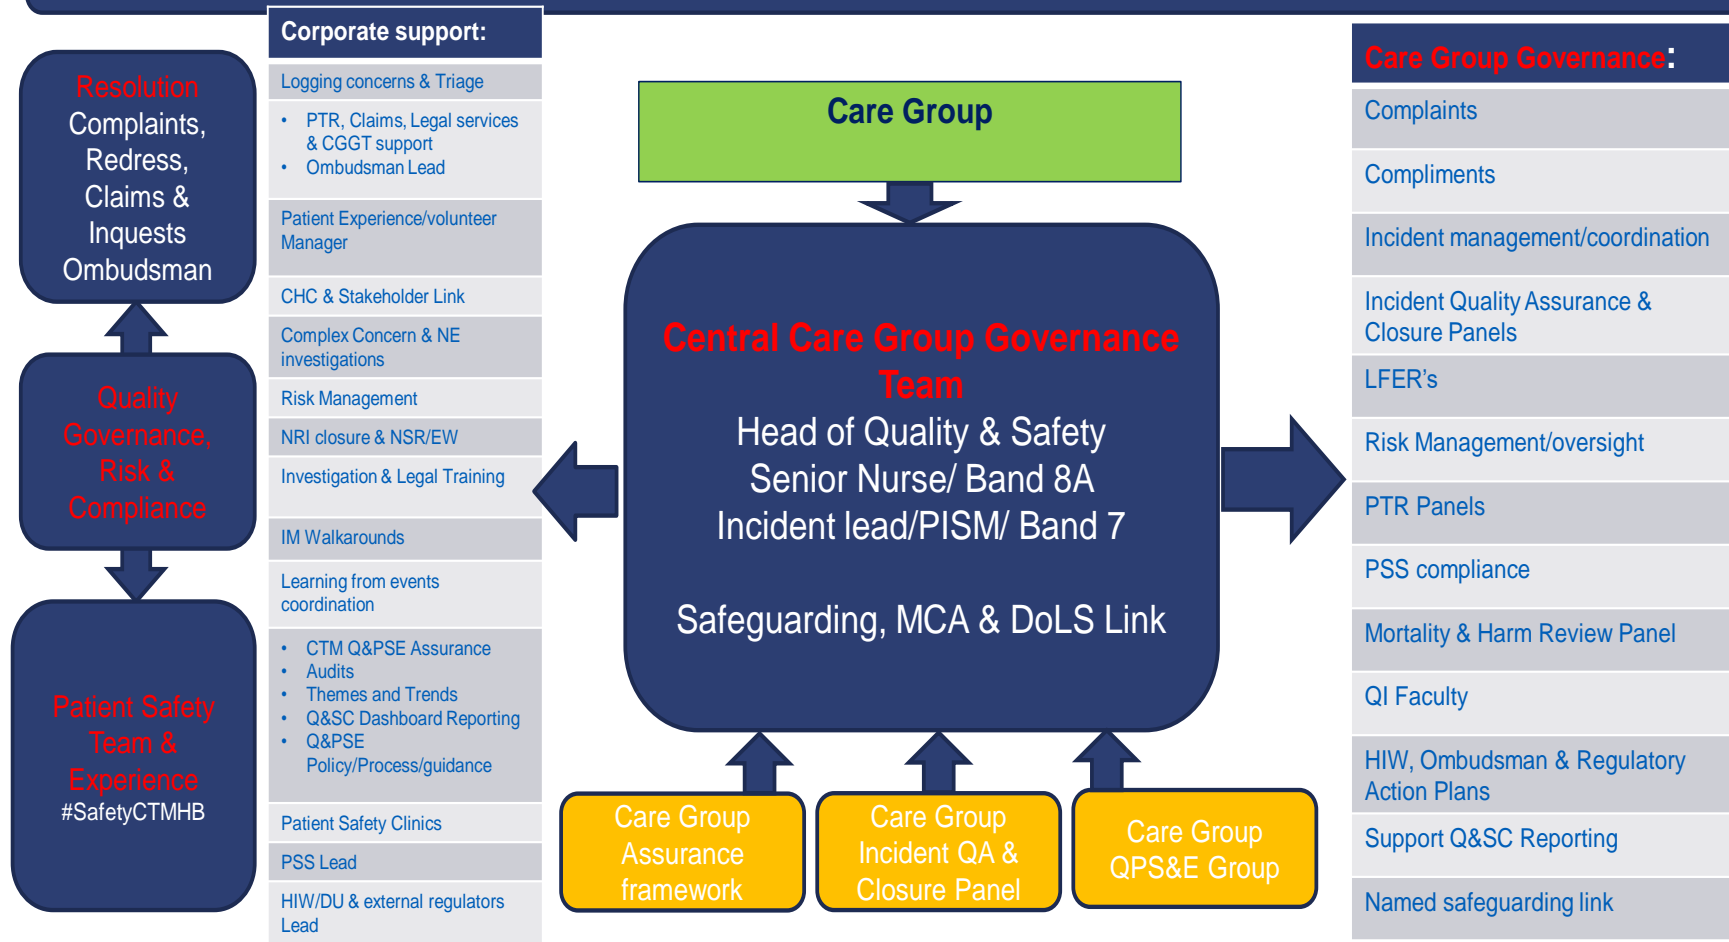 Resolution
Complaints,
Redress,
Claims &
Inquests
Ombudsman
Quality
Governance,
Risk &
Compliance
Patient Safety
Team &
Experience
#SafetyCTMHB
Corporate support:
Logging concerns & Triage
• PTR, Claims, Legal services
& CGGT support
• Ombudsman Lead
Patient Experience/volunteer
Manager
CHC & Stakeholder Link
Complex Concern & NE
investigations
Risk Management
NRI closure & NSR/EW
Investigation & Legal Training
IM Walkarounds
Learning from events
coordination
• CTM Q&PSE Assurance
• Audits
• Themes and Trends
• Q&SC Dashboard Reporting
• Q&PSE
Policy/Process/guidance
Patient Safety Clinics
PSS Lead
HIW/DU & external regulators
Lead
Care Group
Central Care Group Governance
Team
Head of Quality & Safety
Senior Nurse/ Band 8A
Incident lead/PISM/ Band 7
Safeguarding, MCA & DoLS Link
Care Group
Assurance
framework
Care Group
Incident QA &
Closure Panel
Care Group
QPS&E Group
Care Group Governance:
Complaints
Compliments
Incident management/coordination
Incident Quality Assurance &
Closure Panels
LFER's
Risk Management/oversight
PTR Panels
PSS compliance
Mortality & Harm Review Panel
QI Faculty
HIW, Ombudsman & Regulatory
Action Plans
Support Q&SC Reporting
Named safeguarding link